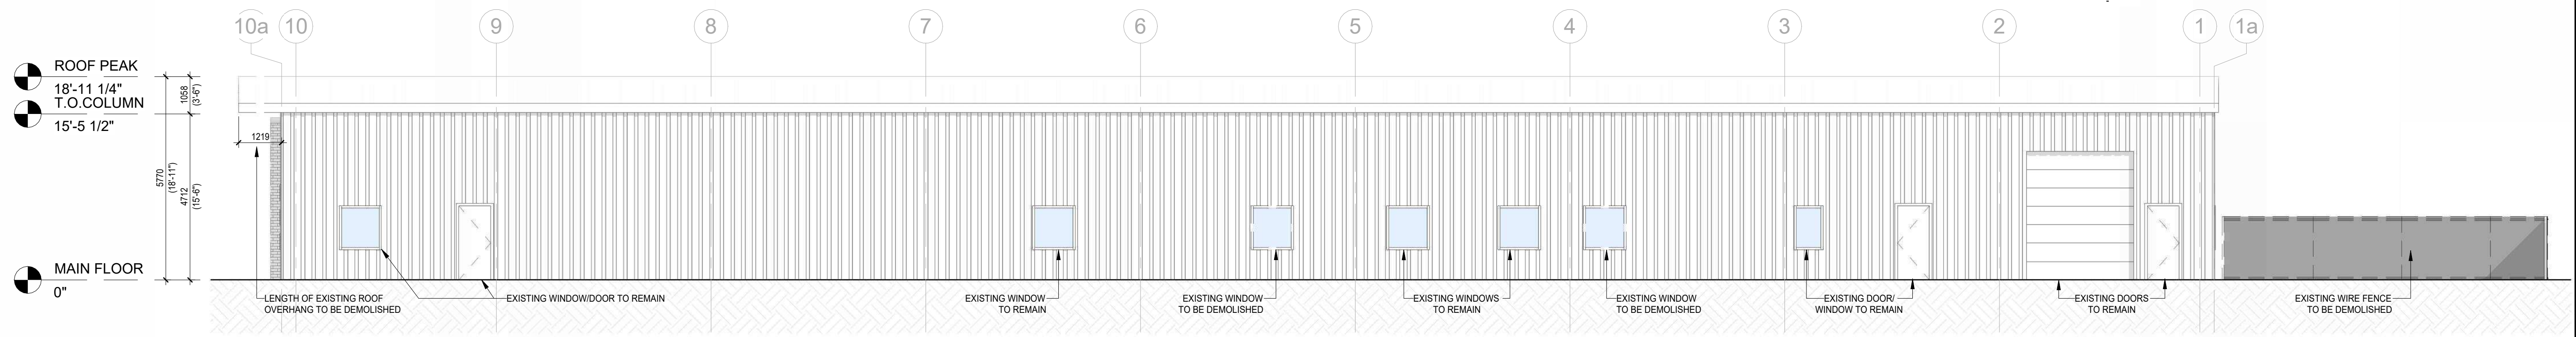 10a 10 9 8 7 6 5 4 3 2 1 1a
ROOF PEAK
18'-11 1/4"
T.O.COLUMN
15'-5 1/2"
1058
(3'-6")
1219
5770
(18'-11")
4712
(15'-6")
MAIN FLOOR
0"
LENGTH OF EXISTING ROOF
OVERHANG TO BE DEMOLISHED
EXISTING WINDOW/DOOR TO REMAIN
EXISTING WINDOW
TO REMAIN
EXISTING WINDOW
TO BE DEMOLISHED
EXISTING WINDOWS
TO REMAIN
EXISTING WINDOW
TO BE DEMOLISHED
EXISTING DOOR/
WINDOW TO REMAIN
EXISTING DOORS
TO REMAIN
EXISTING WIRE FENCE
TO BE DEMOLISHED